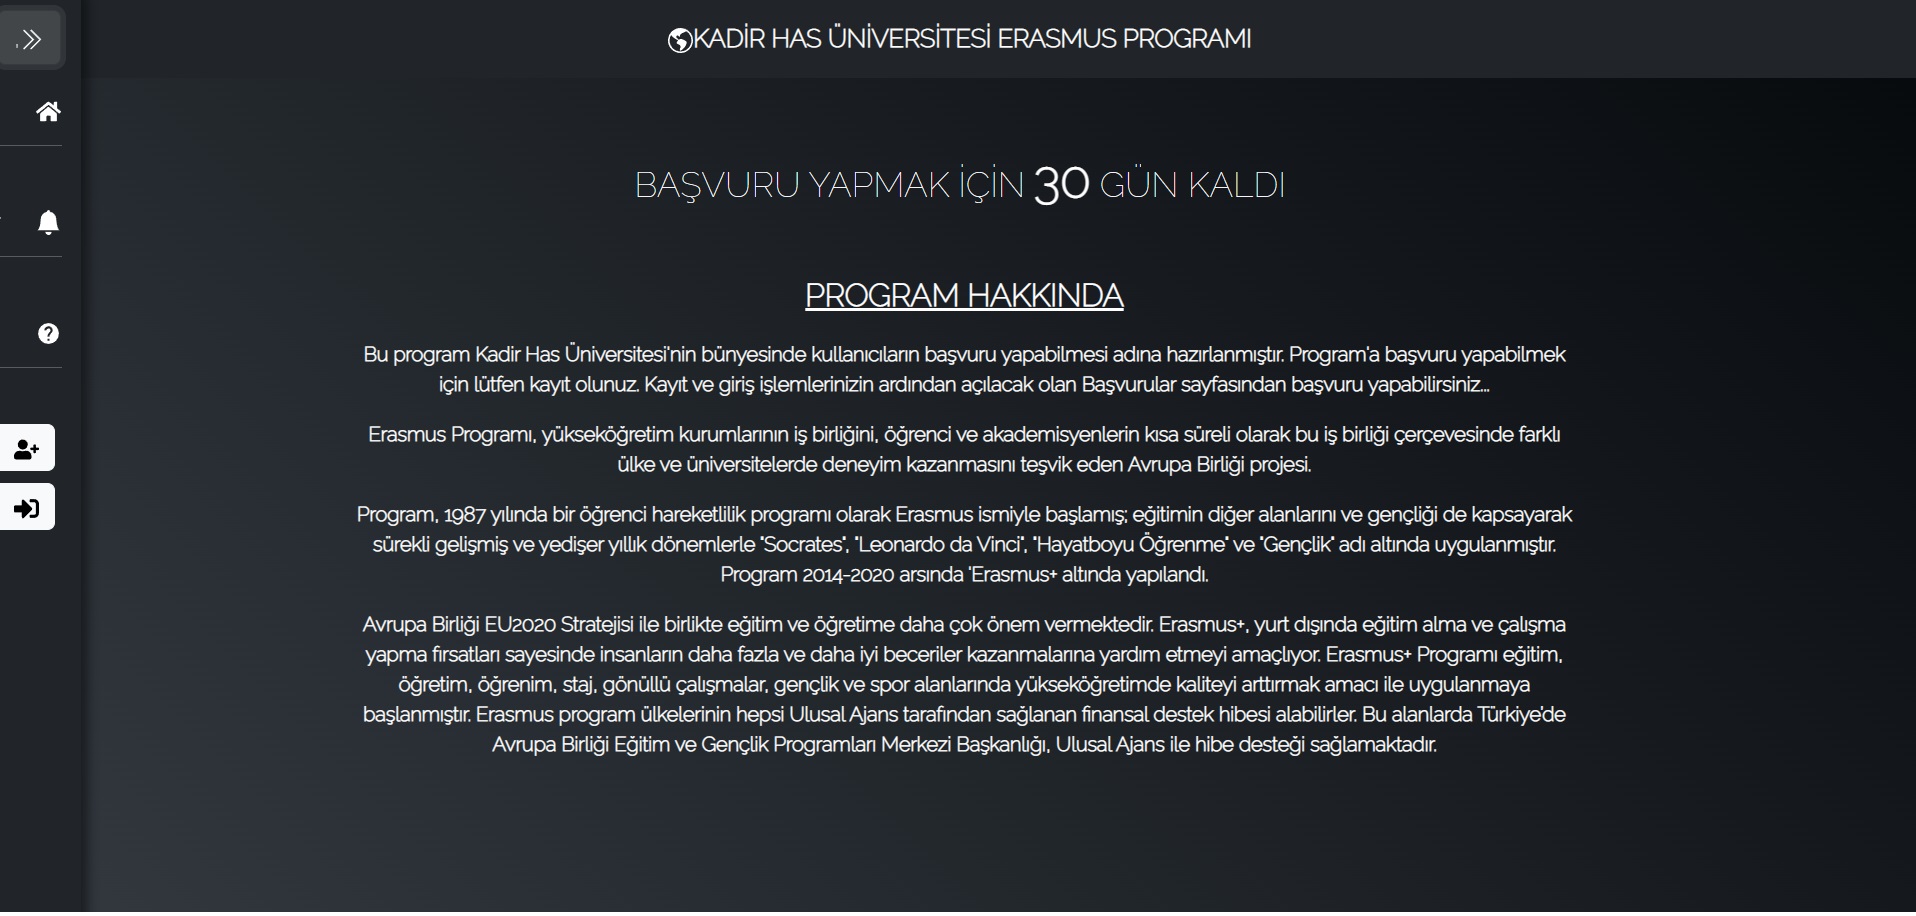 KADİR HAS ÜNİVERSİTESİ ERASMUS PROGRAMI
BAŞVURU YAPMAK İÇİN 30 GÜN KALDI
PROGRAM HAKKINDA
Bu program Kadir Has Üniversitesi'nin bünyesinde kullanıcıların başvuru yapabilmesi adına hazırlanmıştır. Program'a başvuru yapabilmek
için lütfen kayıt olunuz. Kayıt ve giriş işlemlerinizin ardından açılacak olan Başvurular sayfasından başvuru yapabilirsiniz...
Erasmus Programı, yükseköğretim kurumlarının iş birliğini, öğrenci ve akademisyenlerin kısa süreli olarak bu iş birliği çerçevesinde farklı
ülke ve üniversitelerde deneyim kazanmasını teşvik eden Avrupa Birliği projesi.
Program, 1987 yılında bir öğrenci hareketlilik programı olarak Erasmus ismiyle başlamış; eğitimin diğer alanlarını ve gençliği de kapsayarak
sürekli gelişmiş ve yedişer yıllık dönemlerle "Socrates", "Leonardo da Vinci", "Hayatboyu Öğrenme" ve "Gençlik" adı altında uygulanmıştır.
Program 2014-2020 arsında 'Erasmus+ altında yapılandı.
Avrupa Birliği EU2020 Stratejisi ile birlikte eğitim ve öğretime daha çok önem vermektedir. Erasmus+, yurt dışında eğitim alma ve çalışma
yapma fırsatları sayesinde insanların daha fazla ve daha iyi beceriler kazanmalarına yardım etmeyi amaçlıyor. Erasmus+ Programı eğitim,
öğretim, öğrenim, staj, gönüllü çalışmalar, gençlik ve spor alanlarında yükseköğretimde kaliteyi arttırmak amacı ile uygulanmaya
başlanmıştır. Erasmus program ülkelerinin hepsi Ulusal Ajans tarafından sağlanan finansal destek hibesi alabilirler. Bu alanlarda Türkiye'de
Avrupa Birliği Eğitim ve Gençlik Programları Merkezi Başkanlığı, Ulusal Ajans ile hibe desteği sağlamaktadır.